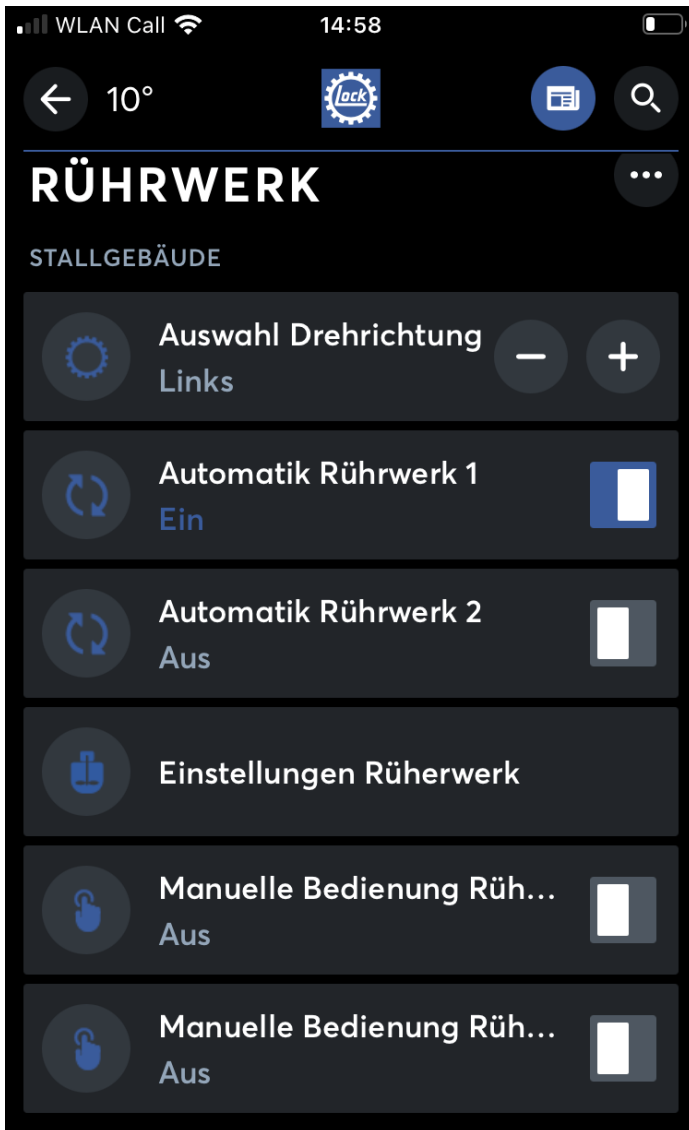 WLAN Call 14:58
10°
Lock
RÜHRWERK
STALLGEBÄUDE
Auswahl Drehrichtung
Links
Automatik Rührwerk 1
Ein
Automatik Rührwerk 2
Aus
Einstellungen Rüherwerk
Manuelle Bedienung Rüh...
Aus
Manuelle Bedienung Rüh...
Aus